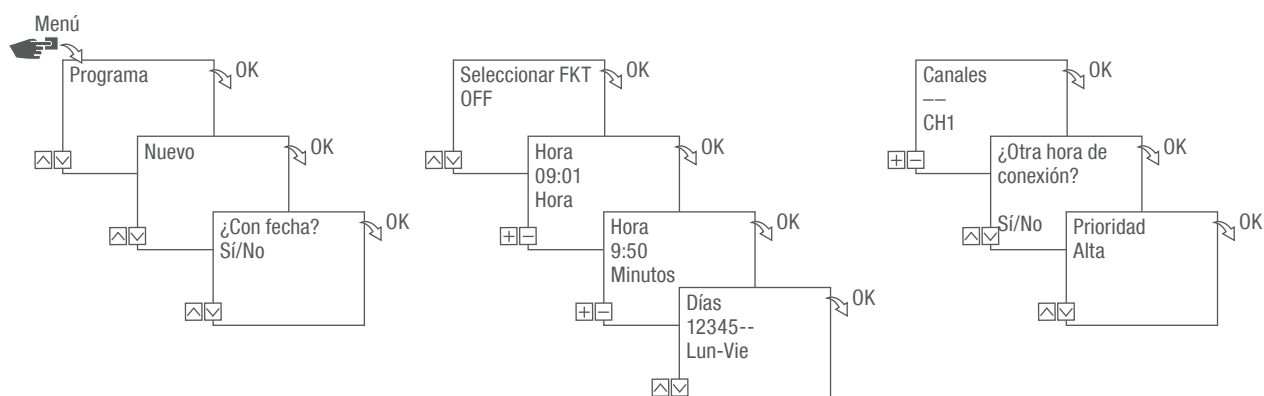 Menú
Programa
OK
Nuevo
OK
¿Con fecha?
Sí/No
OK
Seleccionar FKT
OFF
OK
Hora
09:01
Hora
OK
Hora
9:50
Minutos
OK
Días
12345--
Lun-Vie
OK
Canales
––
CH1
OK
¿Otra hora de
conexión?
Sí/No
OK
Prioridad
Alta
OK